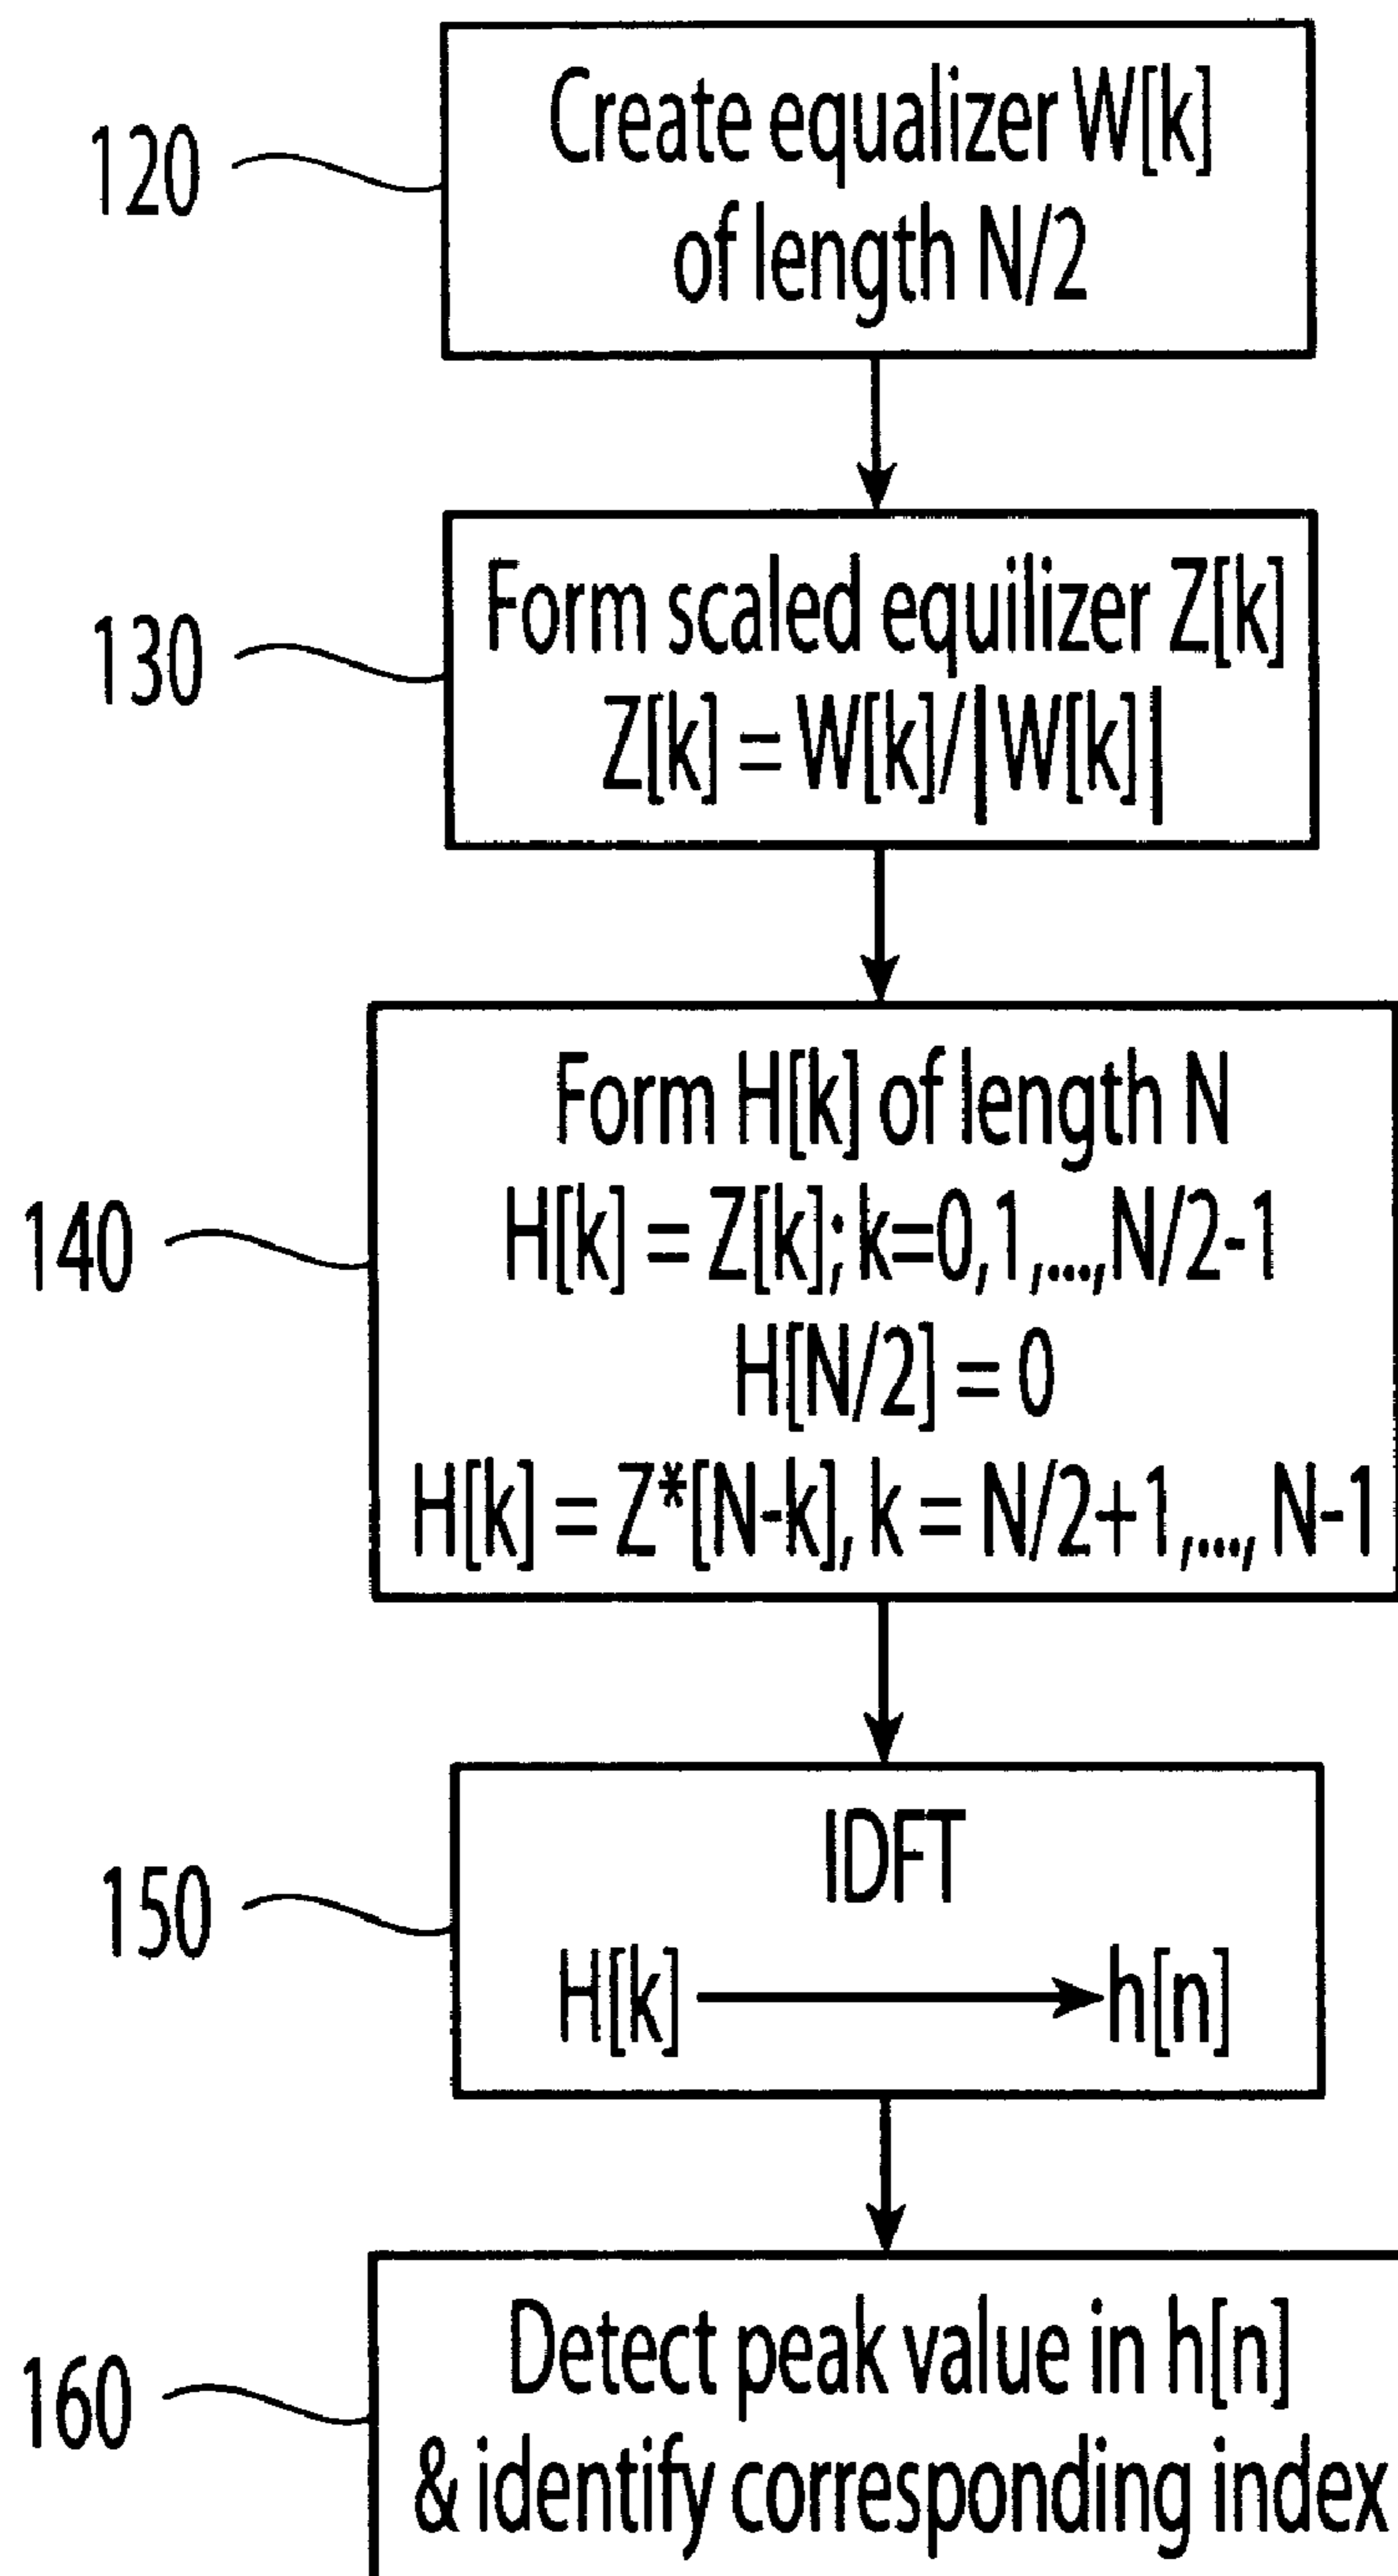 120
Create equalizer W[k]
of length N/2
130
Form scaled equilizer Z[k]
Z[k] = W[k]/|W[k]|
140
Form H[k] of length N
H[k] = Z[k]; k=0,1,...,N/2-1
H[N/2] = 0
H[k] = Z*[N-k], k = N/2+1,..., N-1
150
IDFT
H[k] h[n]
160
Detect peak value in h[n]
& identify corresponding index